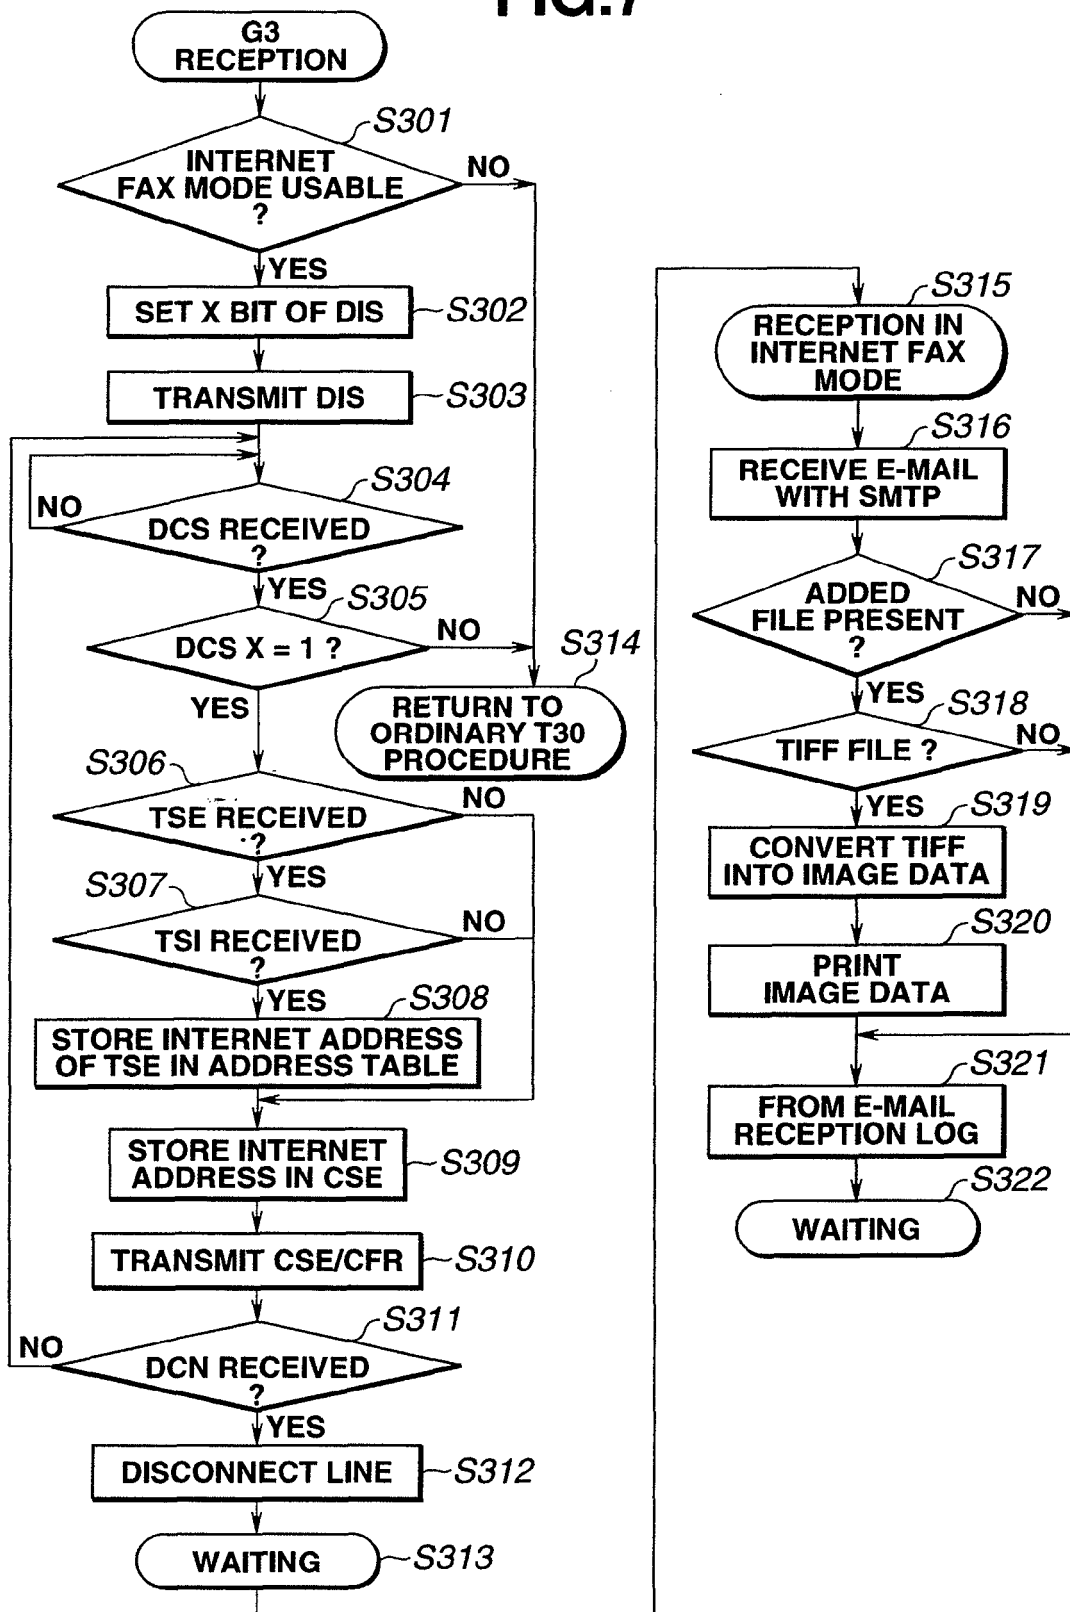 FIG.7
G3
RECEPTION
S301
INTERNET
FAX MODE USABLE
?
NO
YES
SET X BIT OF DIS
S302
TRANSMIT DIS
S303
S304
NO
DCS RECEIVED
?
YES
S305
DCS X = 1 ?
NO
YES
S314
RETURN TO
ORDINARY T30
PROCEDURE
S306
TSE RECEIVED
?
NO
YES
S307
TSI RECEIVED
?
NO
YES
S308
STORE INTERNET ADDRESS
OF TSE IN ADDRESS TABLE
STORE INTERNET
ADDRESS IN CSE
S309
TRANSMIT CSE/CFR
S310
S311
NO
DCN RECEIVED
?
YES
DISCONNECT LINE
S312
WAITING
S313
S315
RECEPTION IN
INTERNET FAX
MODE
S316
RECEIVE E-MAIL
WITH SMTP
S317
ADDED
FILE PRESENT
?
NO
YES
S318
TIFF FILE ?
NO
YES
S319
CONVERT TIFF
INTO IMAGE DATA
S320
PRINT
IMAGE DATA
S321
FROM E-MAIL
RECEPTION LOG
S322
WAITING